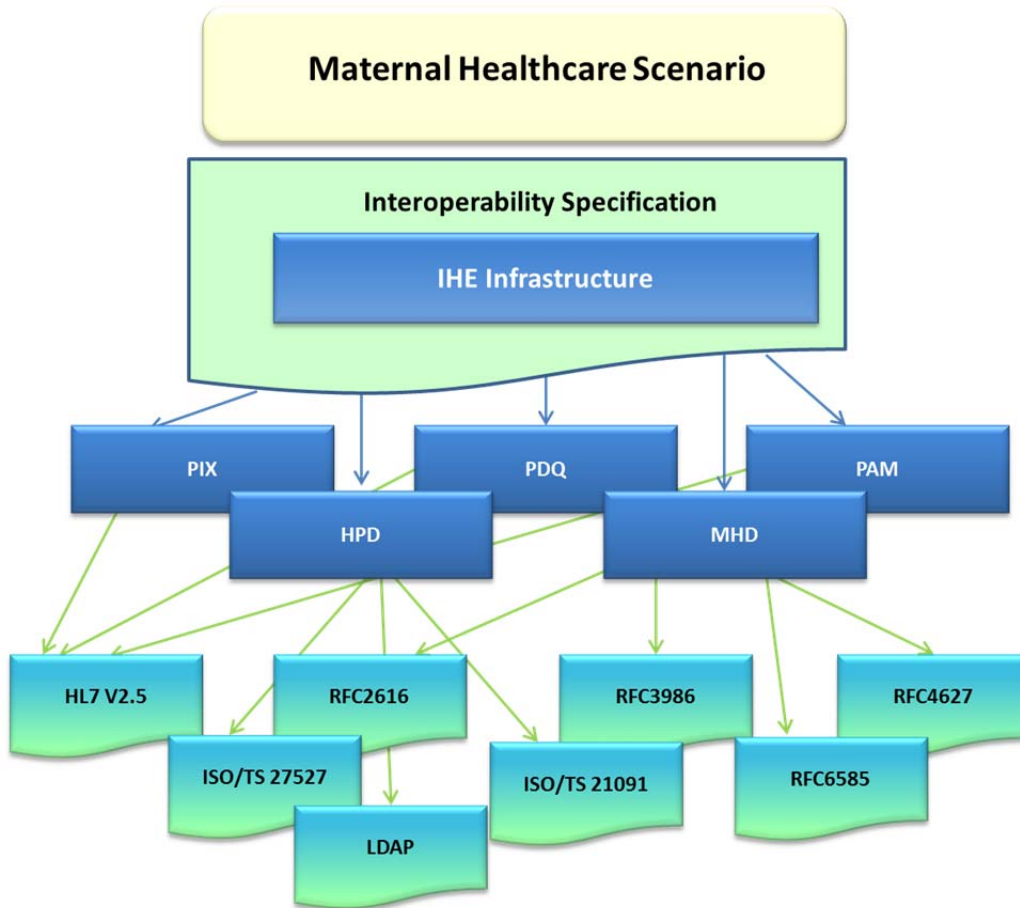 Maternal Healthcare Scenario
Interoperability Specification
IHE Infrastructure
PIX
PDQ
PAM
HPD
MHD
HL7 V2.5
RFC2616
RFC3986
RFC4627
ISO/TS 27527
ISO/TS 21091
RFC6585
LDAP